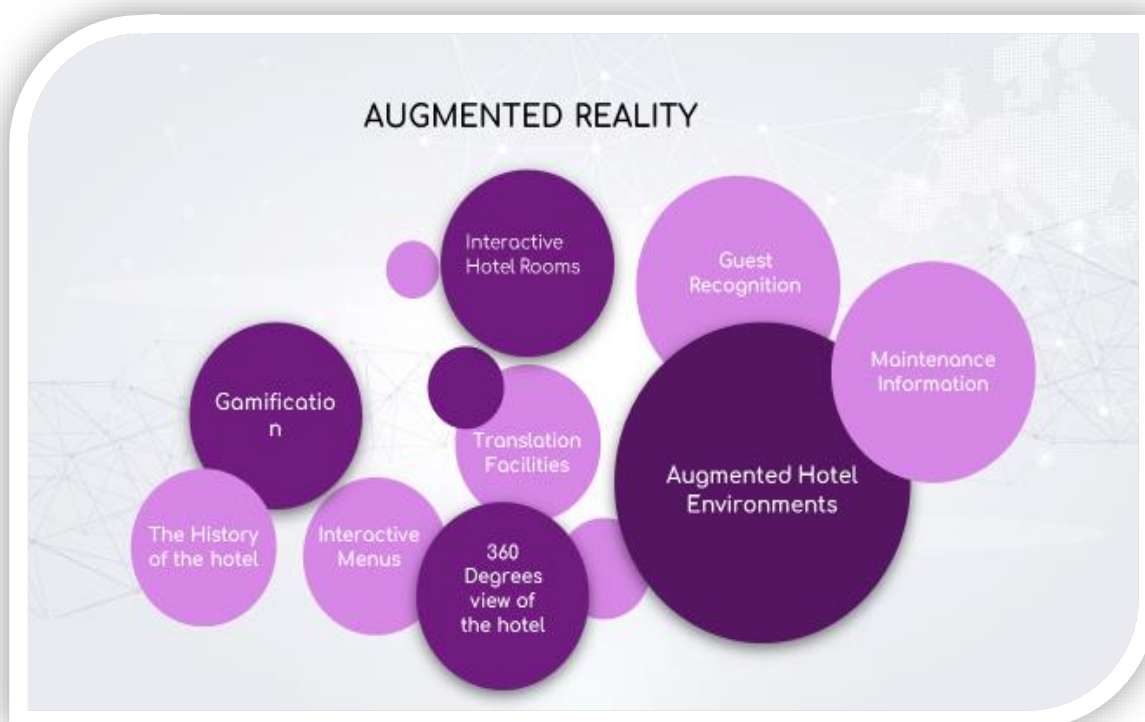 AUGMENTED REALITY
Interactive
Hotel Rooms
Guest
Recognition
Maintenance
Information
Gamificatio
n
Translation
Facilities
Augmented Hotel
Environments
The History
of the hotel
Interactive
Menus
360
Degrees
view of
the hotel